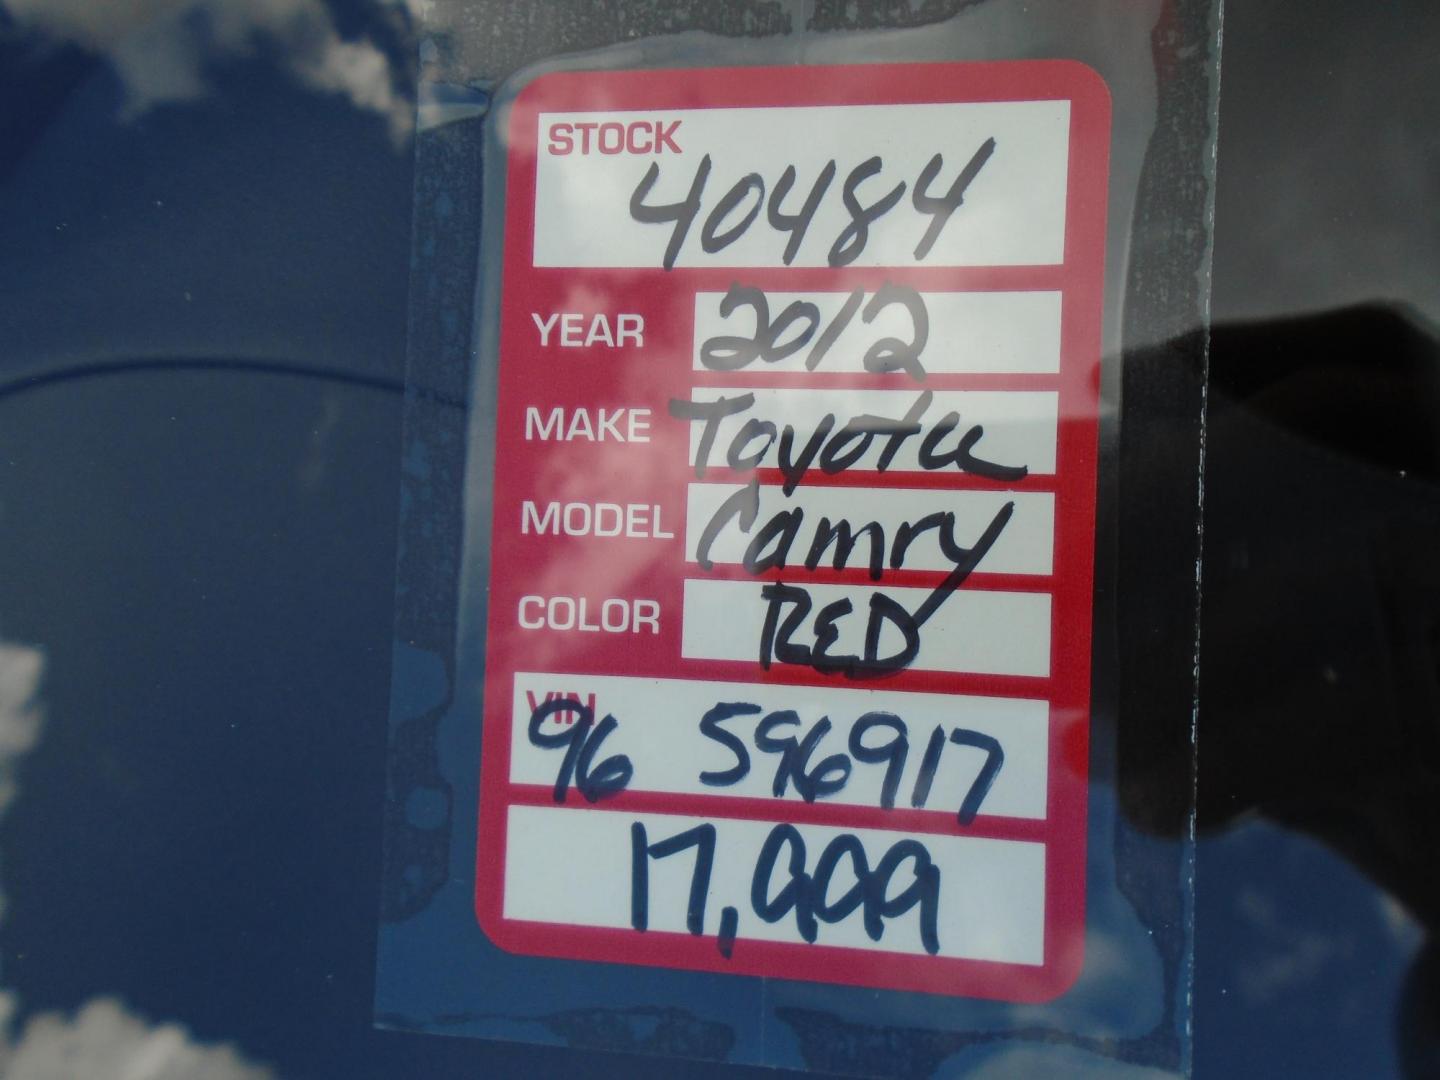 STOCK
40484
YEAR 2012
MAKE Toyota
MODEL Camry
COLOR RED
VIN
96 596917
17,999